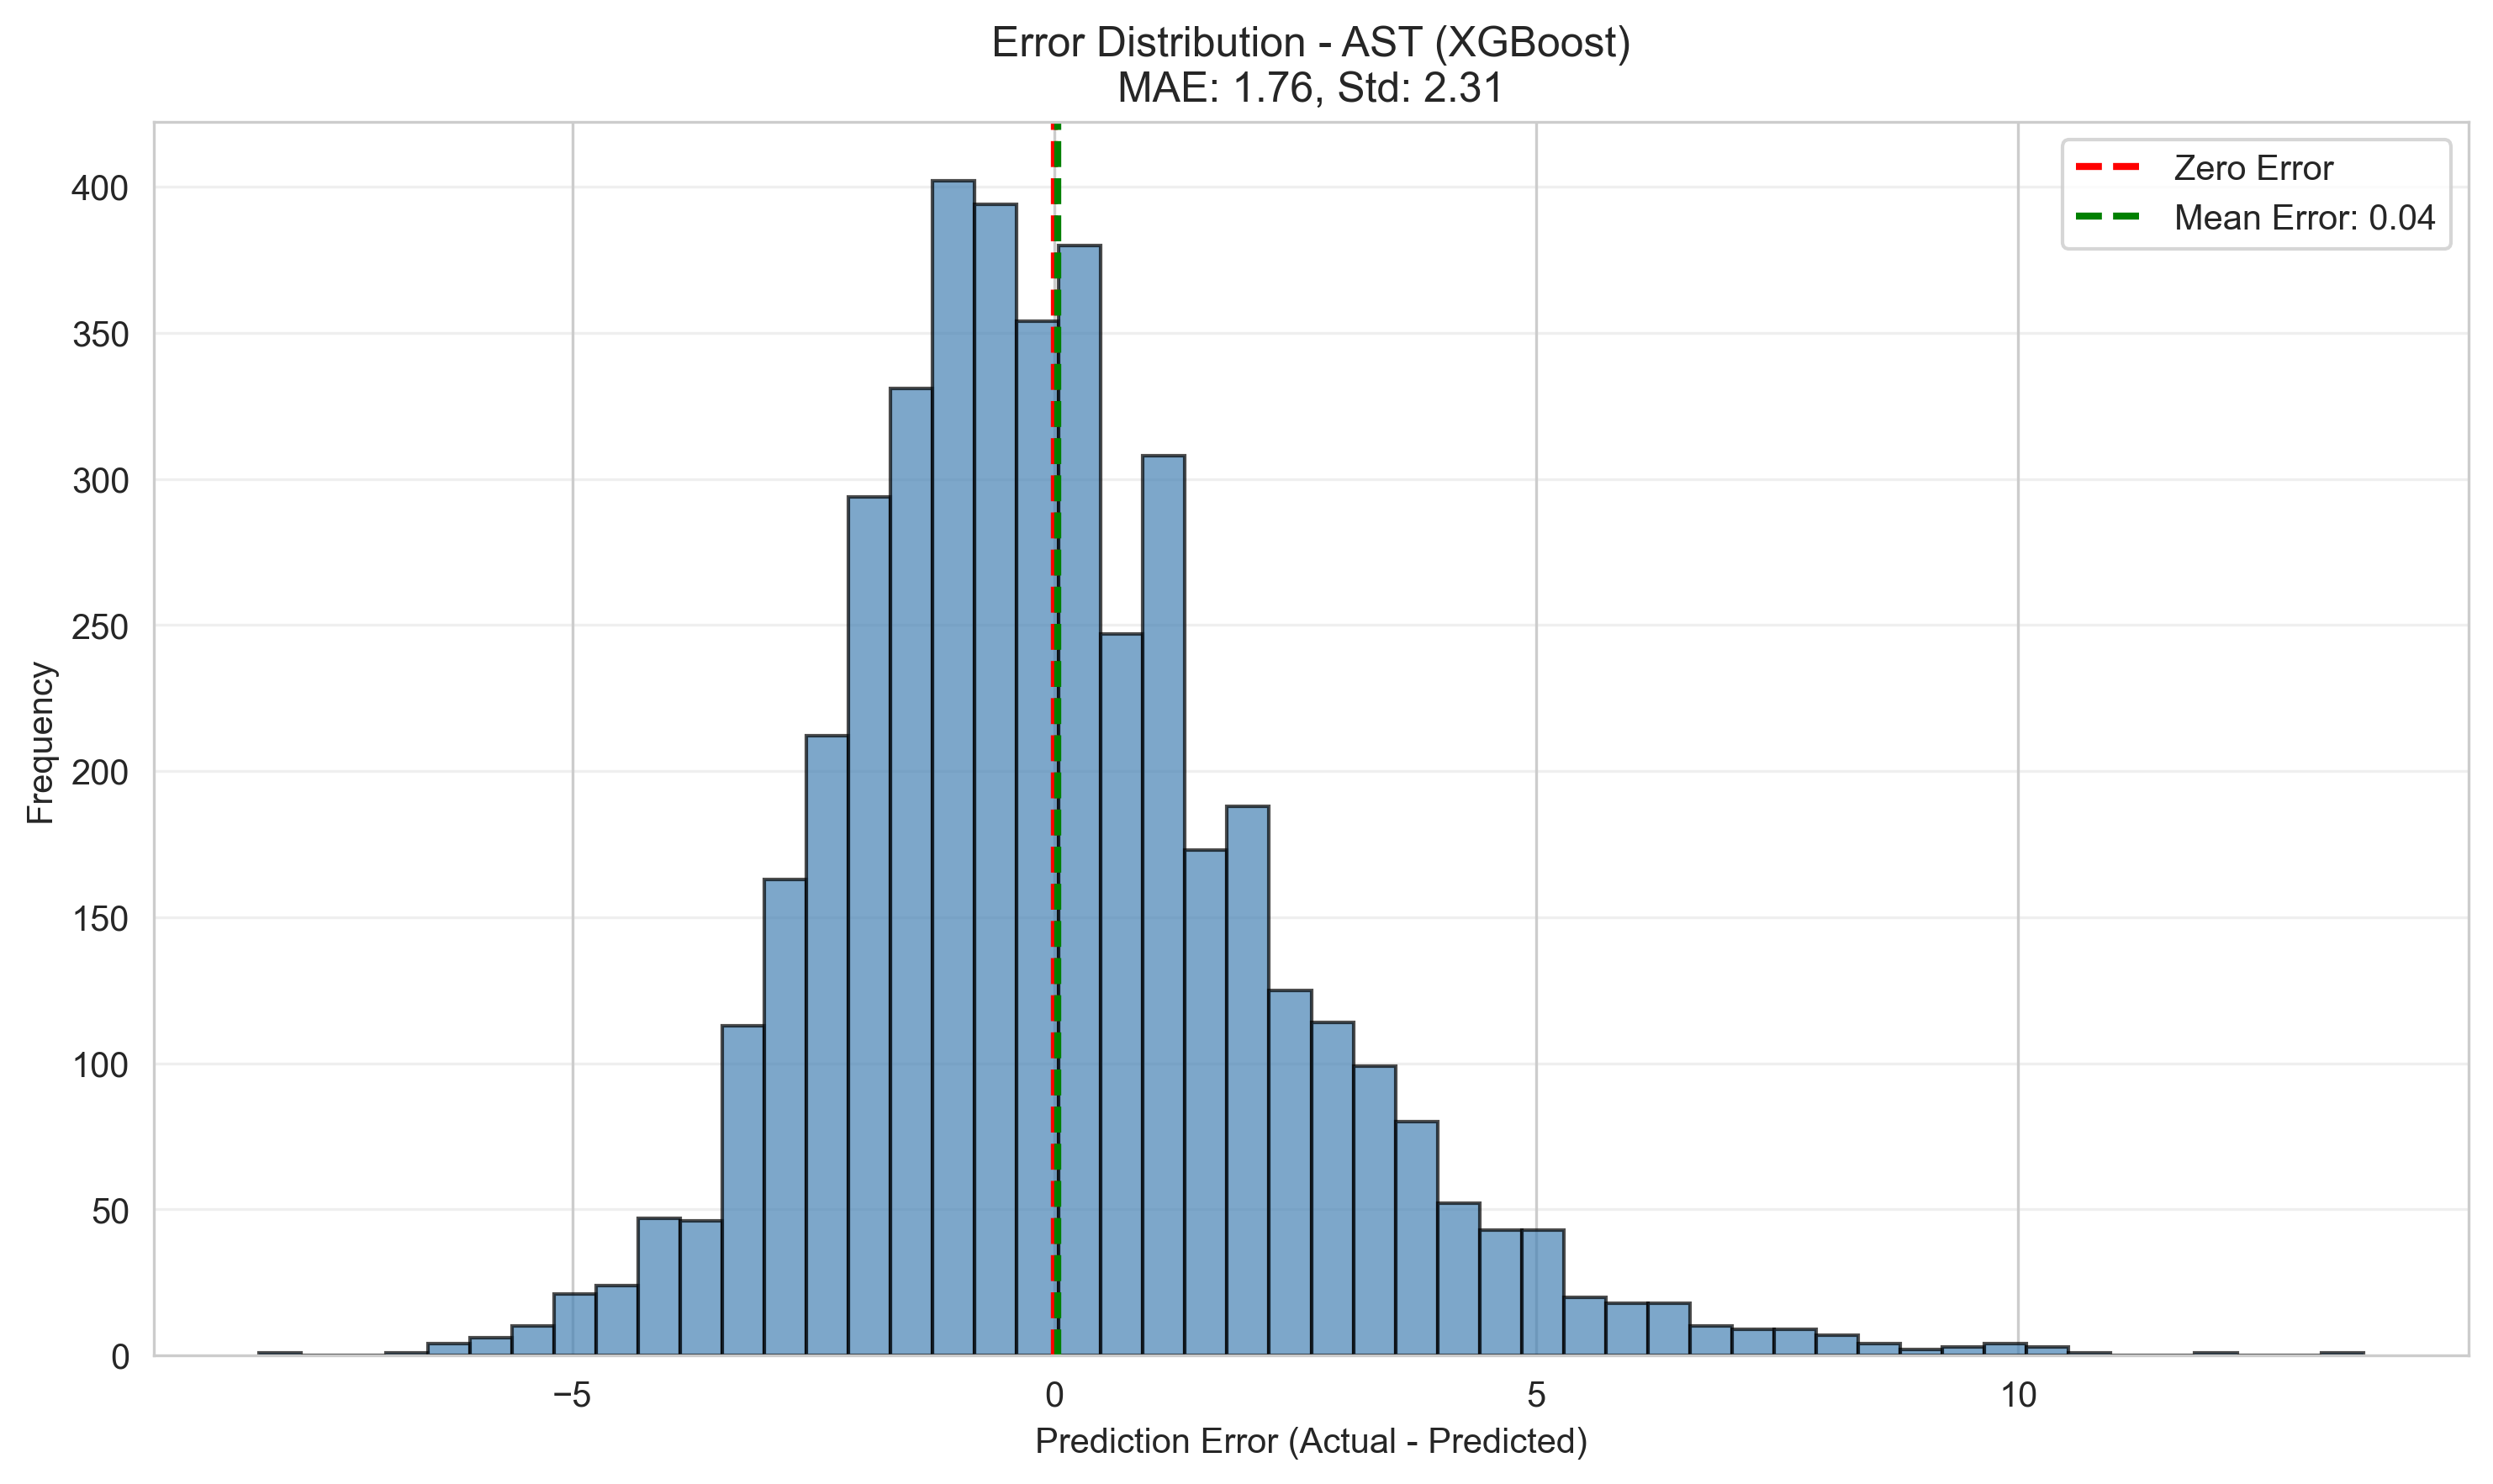 Error Distribution - AST (XGBoost)
MAE: 1.76, Std: 2.31
Zero Error
Mean Error: 0.04
Frequency
400
350
300
250
200
150
100
50
0
−5 0 5 10
Prediction Error (Actual - Predicted)